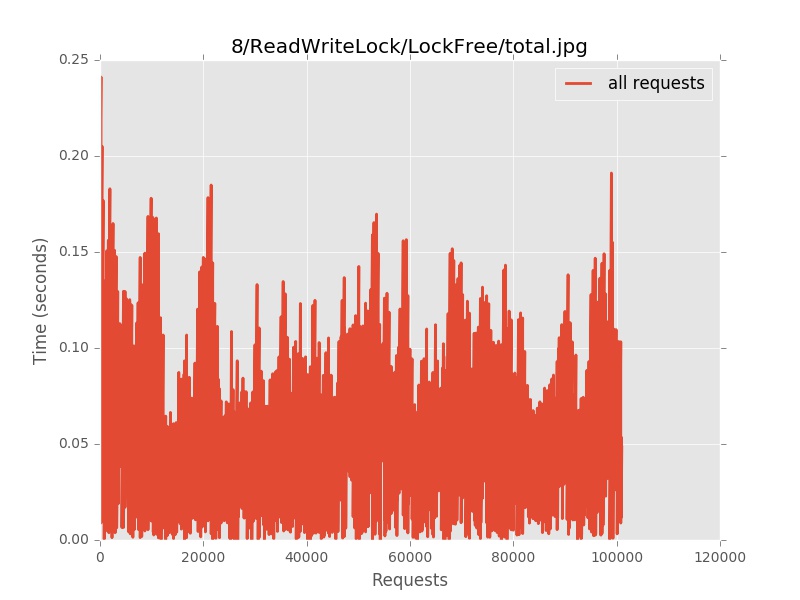 8/ReadWriteLock/LockFree/total.jpg
all requests
0.25
0.20
0.15
0.10
0.05
0.00
Time (seconds)
0 20000 40000 60000 80000 100000 120000
Requests